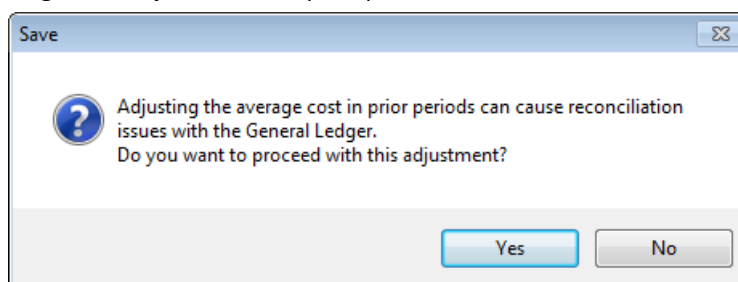 Save
Adjusting the average cost in prior periods can cause reconciliation
issues with the General Ledger.
Do you want to proceed with this adjustment?
Yes No